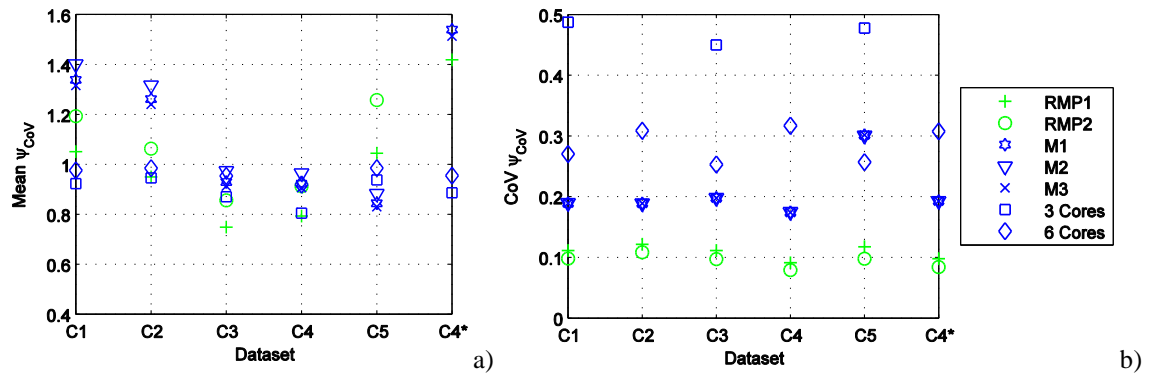 1.6
1.4
1.2
1
0.8
0.6
0.4
Mean ψCoV
C1 C2 C3 C4 C5 C4*
Dataset
a)
0.5
0.4
0.3
0.2
0.1
0
CoV ψCoV
C1 C2 C3 C4 C5 C4*
Dataset
b)
RMP1
RMP2
M1
M2
M3
3 Cores
6 Cores